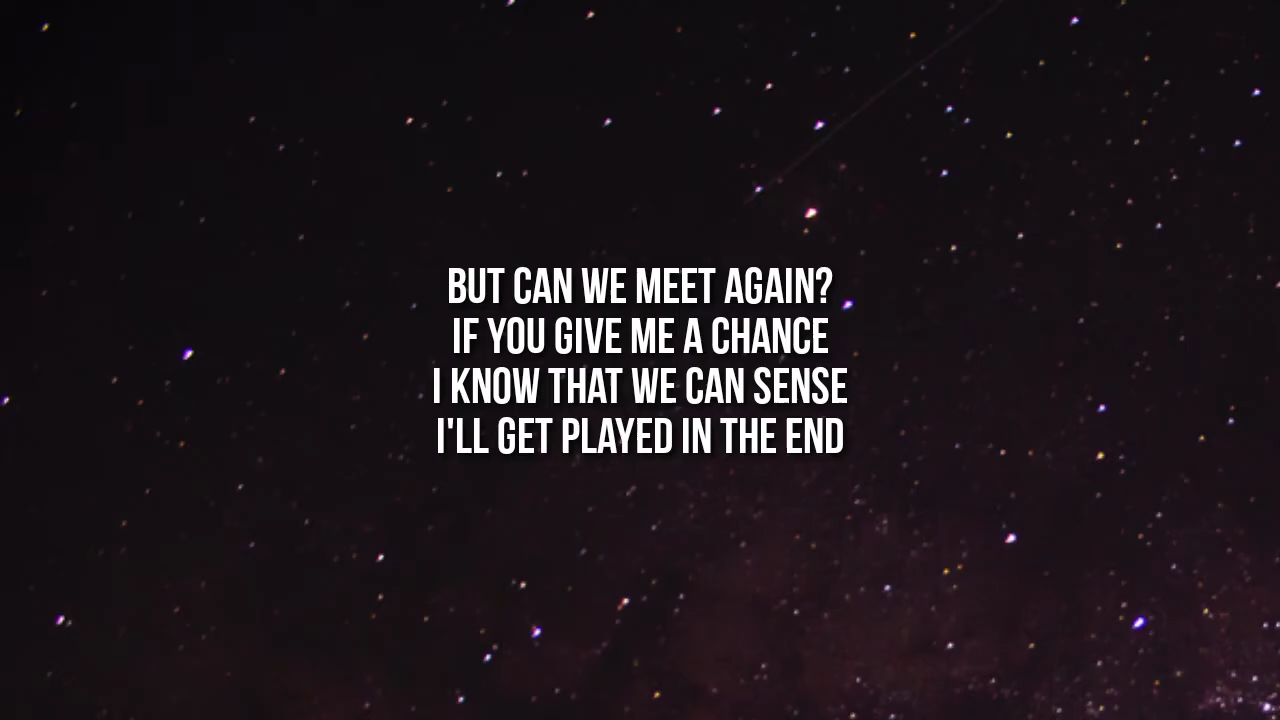 BUT CAN WE MEET AGAIN?
IF YOU GIVE ME A CHANCE
I KNOW THAT WE CAN SENSE
I'LL GET PLAYED IN THE END